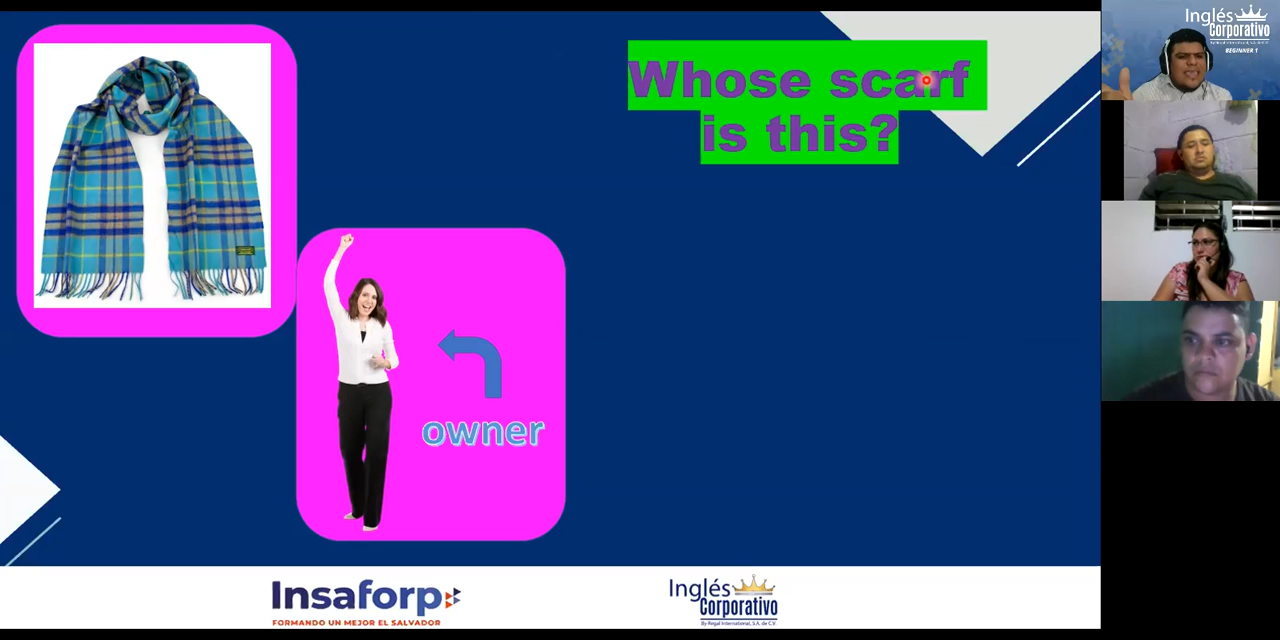 Whose scarf
is this?
owner
Insaforp
FORMANDO UN MEJOR EL SALVADOR
Inglés
Corporativo
By Regal International, S.A. de C.V.
Inglés
Corporativo
BEGINNER 1